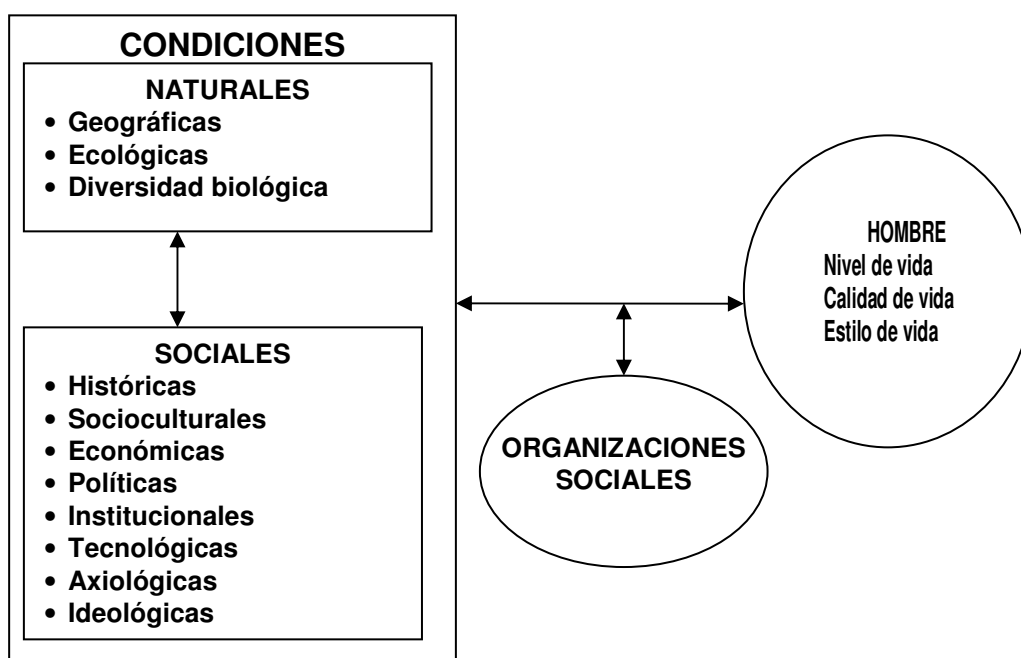 CONDICIONES
NATURALES
• Geográficas
• Ecológicas
• Diversidad biológica
SOCIALES
• Históricas
• Socioculturales
• Económicas
• Políticas
• Institucionales
• Tecnológicas
• Axiológicas
• Ideológicas
ORGANIZACIONES
SOCIALES
HOMBRE
Nivel de vida
Calidad de vida
Estilo de vida